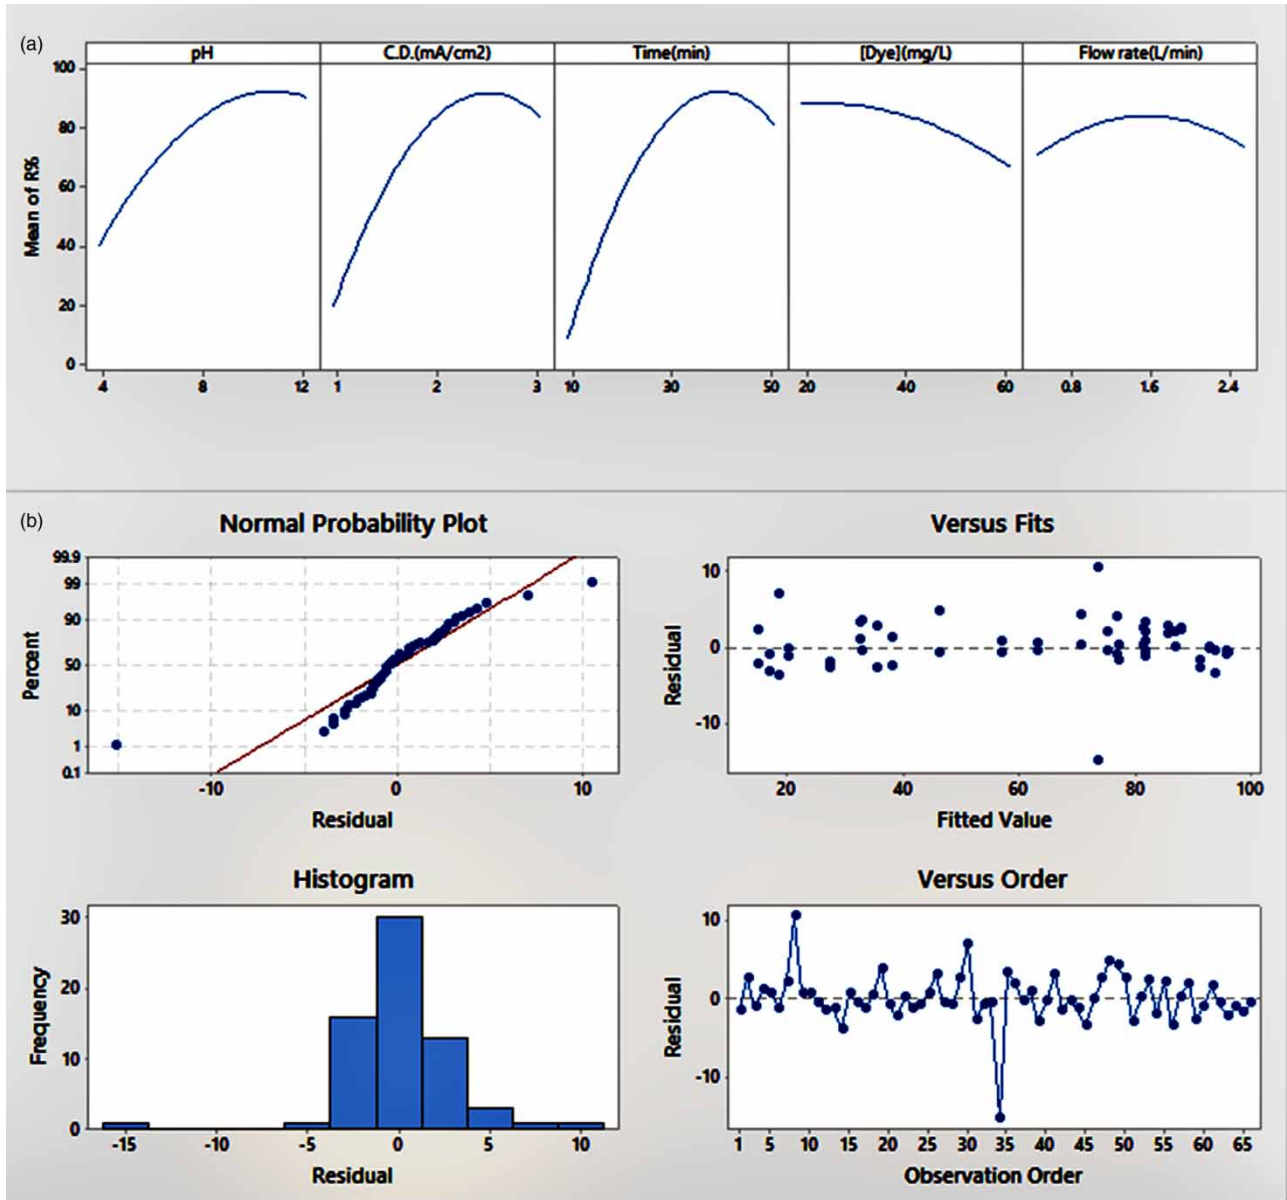 (a)
pH C.D.(mA/cm2) Time(min) [Dye](mg/L) Flow rate(L/min)
100
80
60
40
20
0
Mean of R%
4 8 12 1 2 3 10 30 50 20 40 60 0.8 1.6 2.4
(b)
Normal Probability Plot
99.9
99
90
50
10
1
0.1
Percent
-10 0 10
Residual
Versus Fits
10
0
-10
Residual
20 40 60 80 100
Fitted Value
Histogram
30
20
10
0
Frequency
-15 -10 -5 0 5 10
Residual
Versus Order
10
0
-10
Residual
1 5 10 15 20 25 30 35 40 45 50 55 60 65
Observation Order